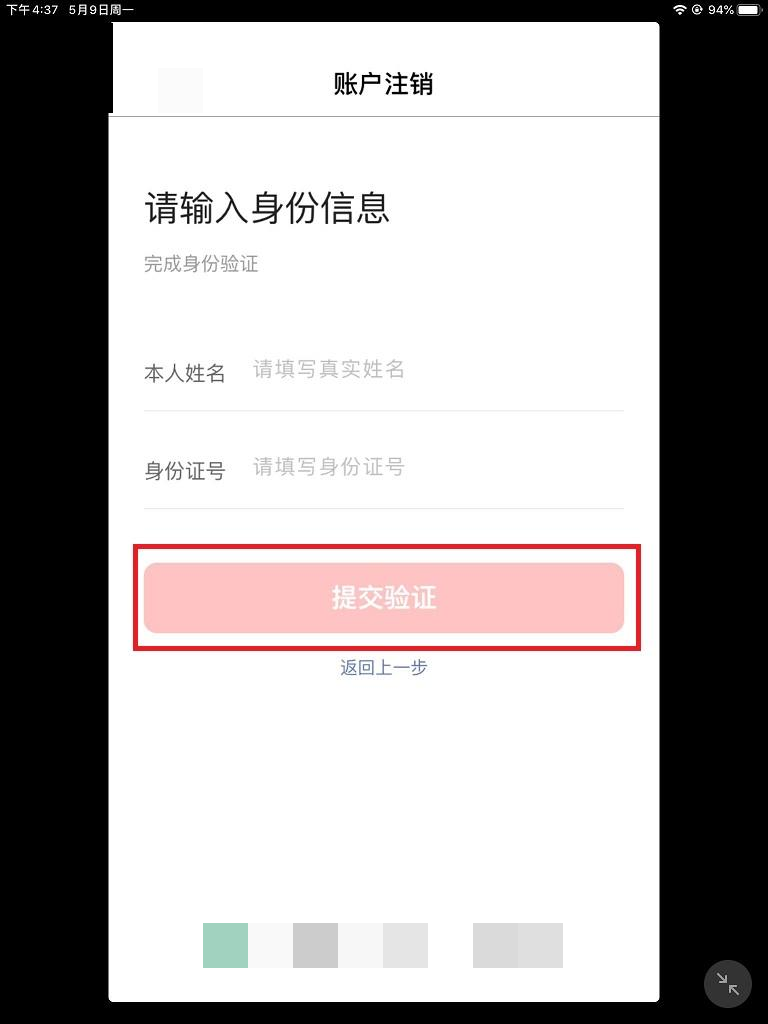 下午4:37 5月9日周一 94%
账户注销
请输入身份信息
完成身份验证
本人姓名 请填写真实姓名
身份证号 请填写身份证号
提交验证
返回上一步